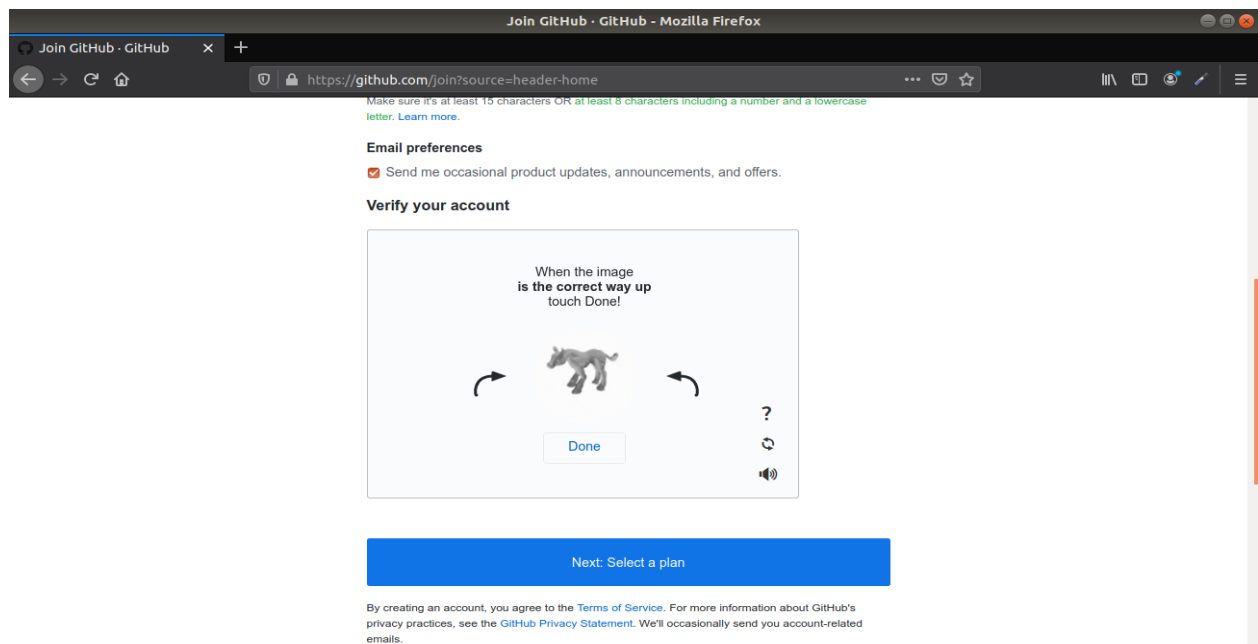 Join GitHub · GitHub - Mozilla Firefox
Join GitHub · GitHub
https://github.com/join?source=header-home
Make sure it's at least 15 characters OR at least 8 characters including a number and a lowercase
letter. Learn more.
Email preferences
Send me occasional product updates, announcements, and offers.
Verify your account
When the image
is the correct way up
touch Done!
?
Done
Next: Select a plan
By creating an account, you agree to the Terms of Service. For more information about GitHub's
privacy practices, see the GitHub Privacy Statement. We'll occasionally send you account-related
emails.